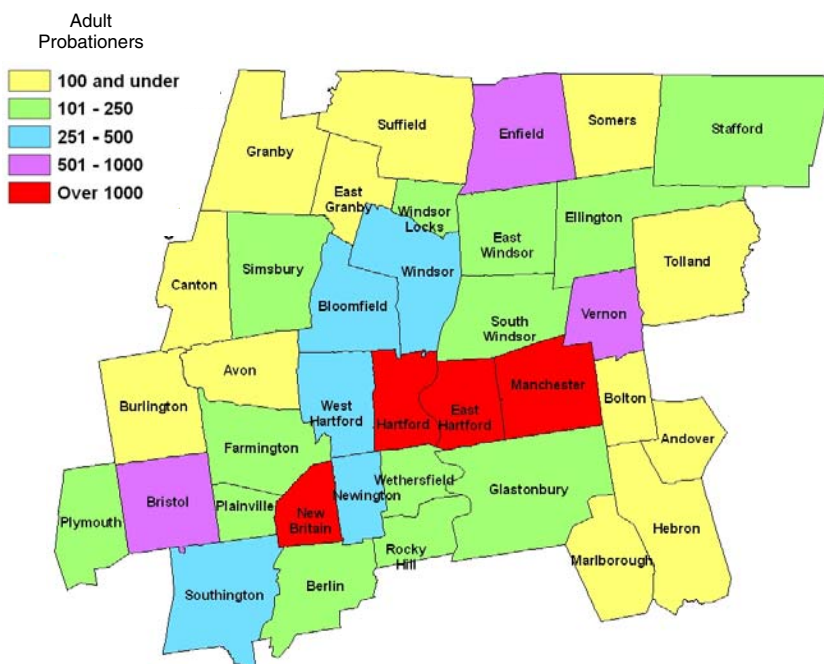 Adult
Probationers
100 and under
101 - 250
251 - 500
501 - 1000
Over 1000
Suffield
Enfield
Somers
Stafford
Granby
East
Granby
Windsor
Locks
East
Windsor
Ellington
Tolland
Canton
Simsbury
Windsor
Bloomfield
South
Windsor
Vernon
Avon
Burlington
West
Hartford
Hartford
East
Hartford
Manchester
Bolton
Andover
Farmington
Plymouth
Bristol
Plainville
New
Britain
Newington
Wethersfield
Glastonbury
Hebron
Rocky
Hill
Marlborough
Southington
Berlin